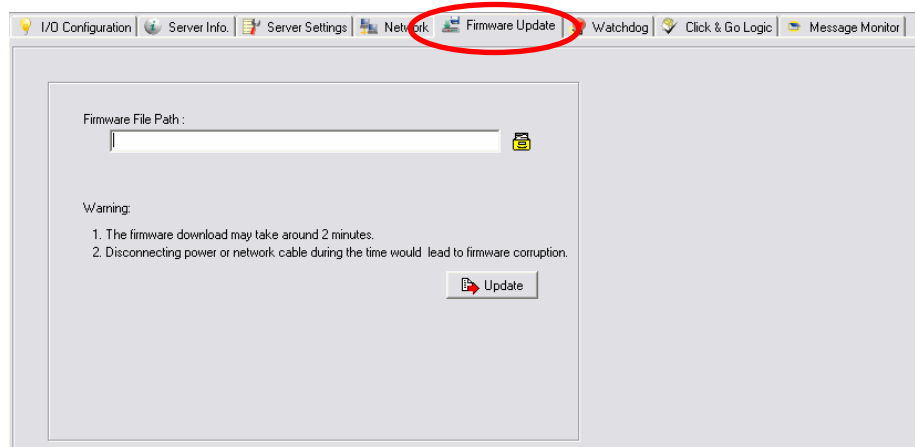 I/O Configuration Server Info. Server Settings Network Firmware Update Watchdog Click & Go Logic Message Monitor
Firmware File Path :
Warning:
1. The firmware download may take around 2 minutes.
2. Disconnecting power or network cable during the time would lead to firmware corruption.
Update